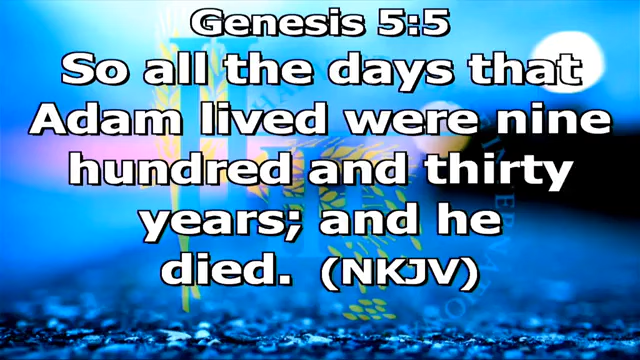 Genesis 5:5
So all the days that
Adam lived were nine
hundred and thirty
years; and he
died. (NKJV)